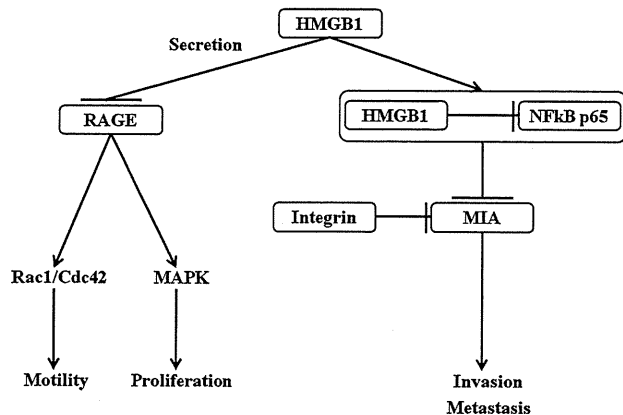 HMGB1
Secretion
RAGE
HMGB1
NFkB p65
Integrin
MIA
Rac1/Cdc42
MAPK
Motility
Proliferation
Invasion
Metastasis